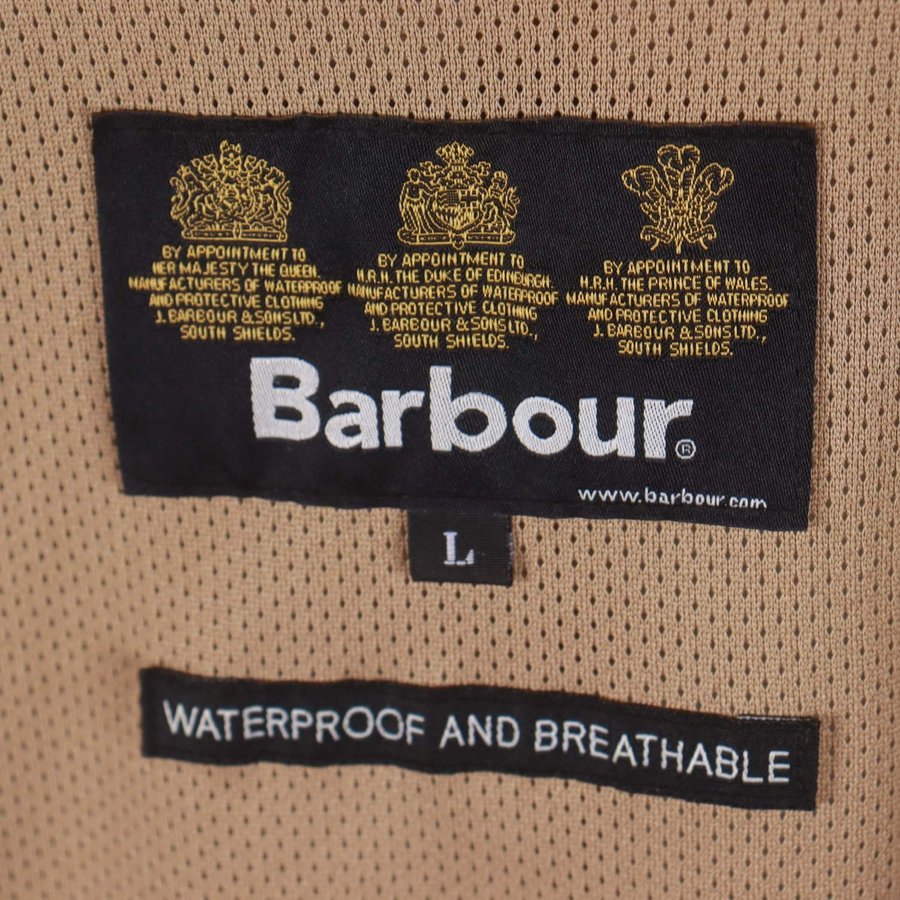 BY APPOINTMENT TO
HER MAJESTY THE QUEEN
MANUFACTURERS OF WATERPROOF
AND PROTECTIVE CLOTHING
J. BARBOUR & SONS LTD.,
SOUTH SHIELDS.
BY APPOINTMENT TO
H.R.H. THE DUKE OF EDINBURGH
MANUFACTURERS OF WATERPROOF
AND PROTECTIVE CLOTHING
J. BARBOUR & SONS LTD.,
SOUTH SHIELDS.
BY APPOINTMENT TO
H.R.H. THE PRINCE OF WALES.
MANUFACTURERS OF WATERPROOF
AND PROTECTIVE CLOTHING
J. BARBOUR & SONS LTD.,
SOUTH SHIELDS.
Barbour®
www.barbour.com
L
WATERPROOF AND BREATHABLE